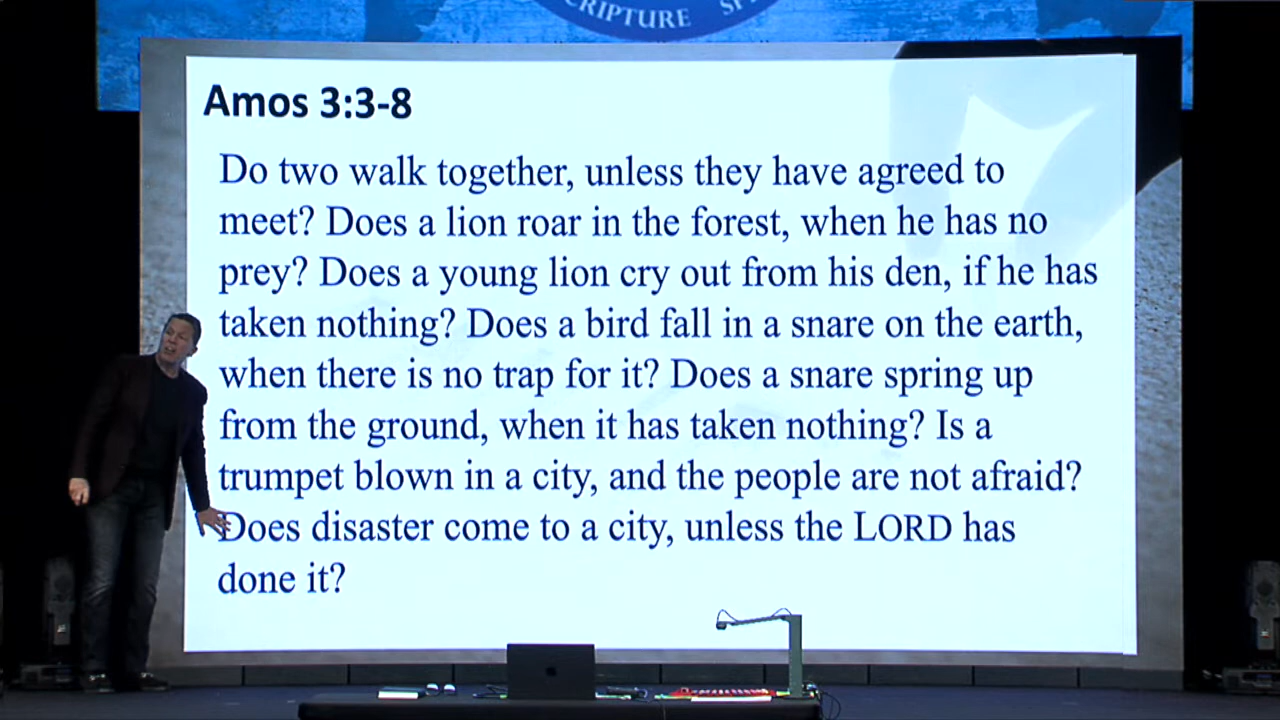 SCRIPTURE
Amos 3:3-8
Do two walk together, unless they have agreed to
meet? Does a lion roar in the forest, when he has no
prey? Does a young lion cry out from his den, if he has
taken nothing? Does a bird fall in a snare on the earth,
when there is no trap for it? Does a snare spring up
from the ground, when it has taken nothing? Is a
trumpet blown in a city, and the people are not afraid?
Does disaster come to a city, unless the LORD has
done it?